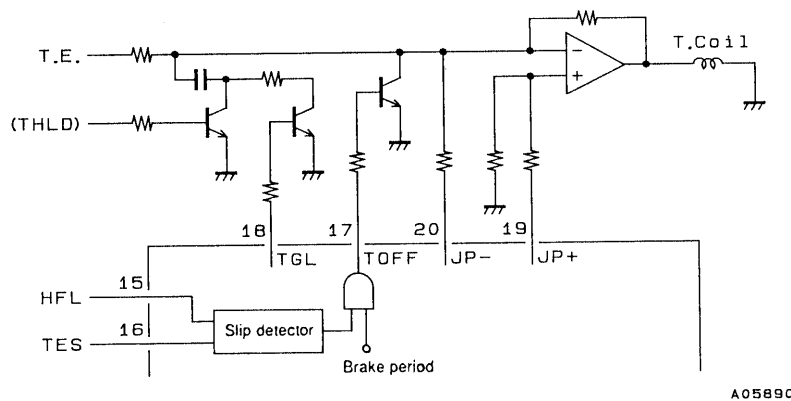 T.E.
T.Coil
(THLD)
18
17
20
19
TGL
TOFF
JP-
JP+
15
HFL
16
TES
Slip detector
Brake period
A05890
-
+